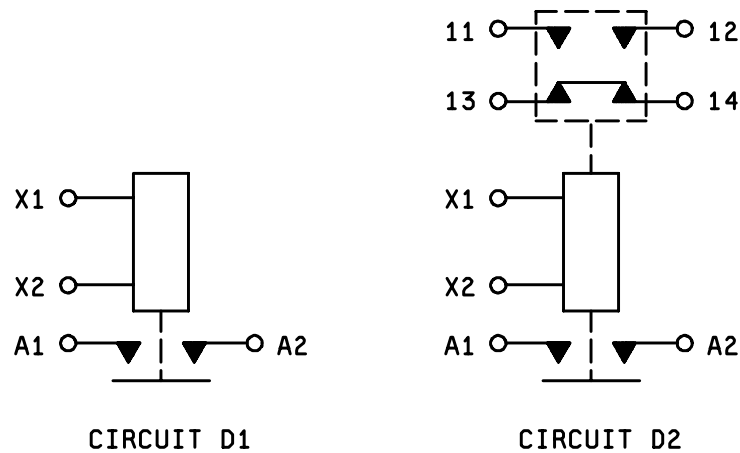 11 12
13 14
X1 X1
X2 X2
A1 A2 A1 A2
CIRCUIT D1 CIRCUIT D2